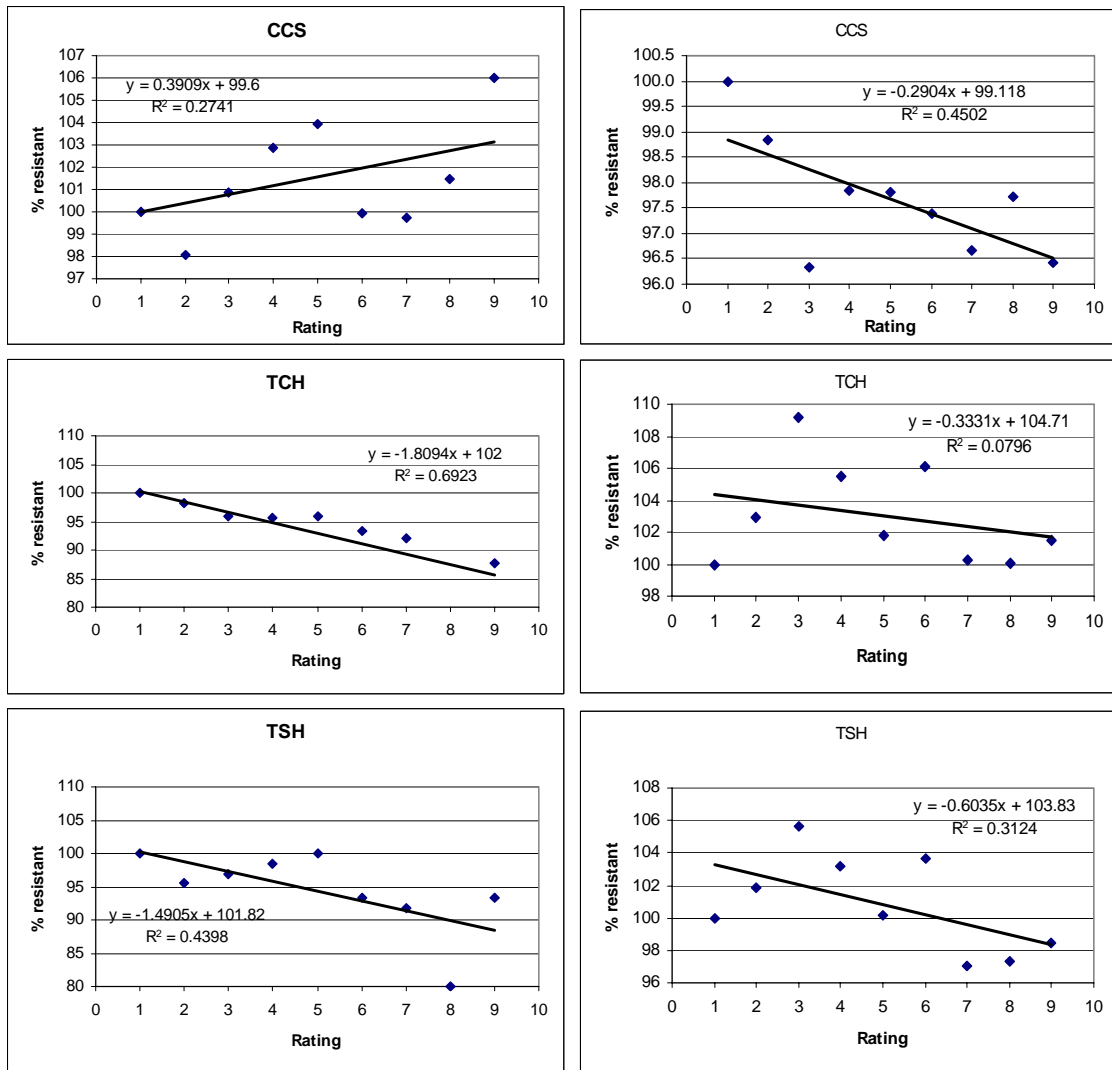 CCS
107
106
105
104
103
102
101
100
99
98
97
y = 0.3909x + 99.6
R² = 0.2741
% resistant
0 1 2 3 4 5 6 7 8 9 10
Rating
CCS
100.5
100.0
99.5
99.0
98.5
98.0
97.5
97.0
96.5
96.0
y = -0.2904x + 99.118
R² = 0.4502
% resistant
0 1 2 3 4 5 6 7 8 9 10
Rating
TCH
110
105
100
95
90
85
80
y = -1.8094x + 102
R² = 0.6923
% resistant
0 1 2 3 4 5 6 7 8 9 10
Rating
TCH
110
108
106
104
102
100
98
y = -0.3331x + 104.71
R² = 0.0796
% resistant
0 1 2 3 4 5 6 7 8 9 10
Rating
TSH
110
105
100
95
90
85
80
y = -1.4905x + 101.82
R² = 0.4398
% resistant
0 1 2 3 4 5 6 7 8 9 10
Rating
TSH
108
106
104
102
100
98
96
y = -0.6035x + 103.83
R² = 0.3124
% resistant
0 1 2 3 4 5 6 7 8 9 10
Rating